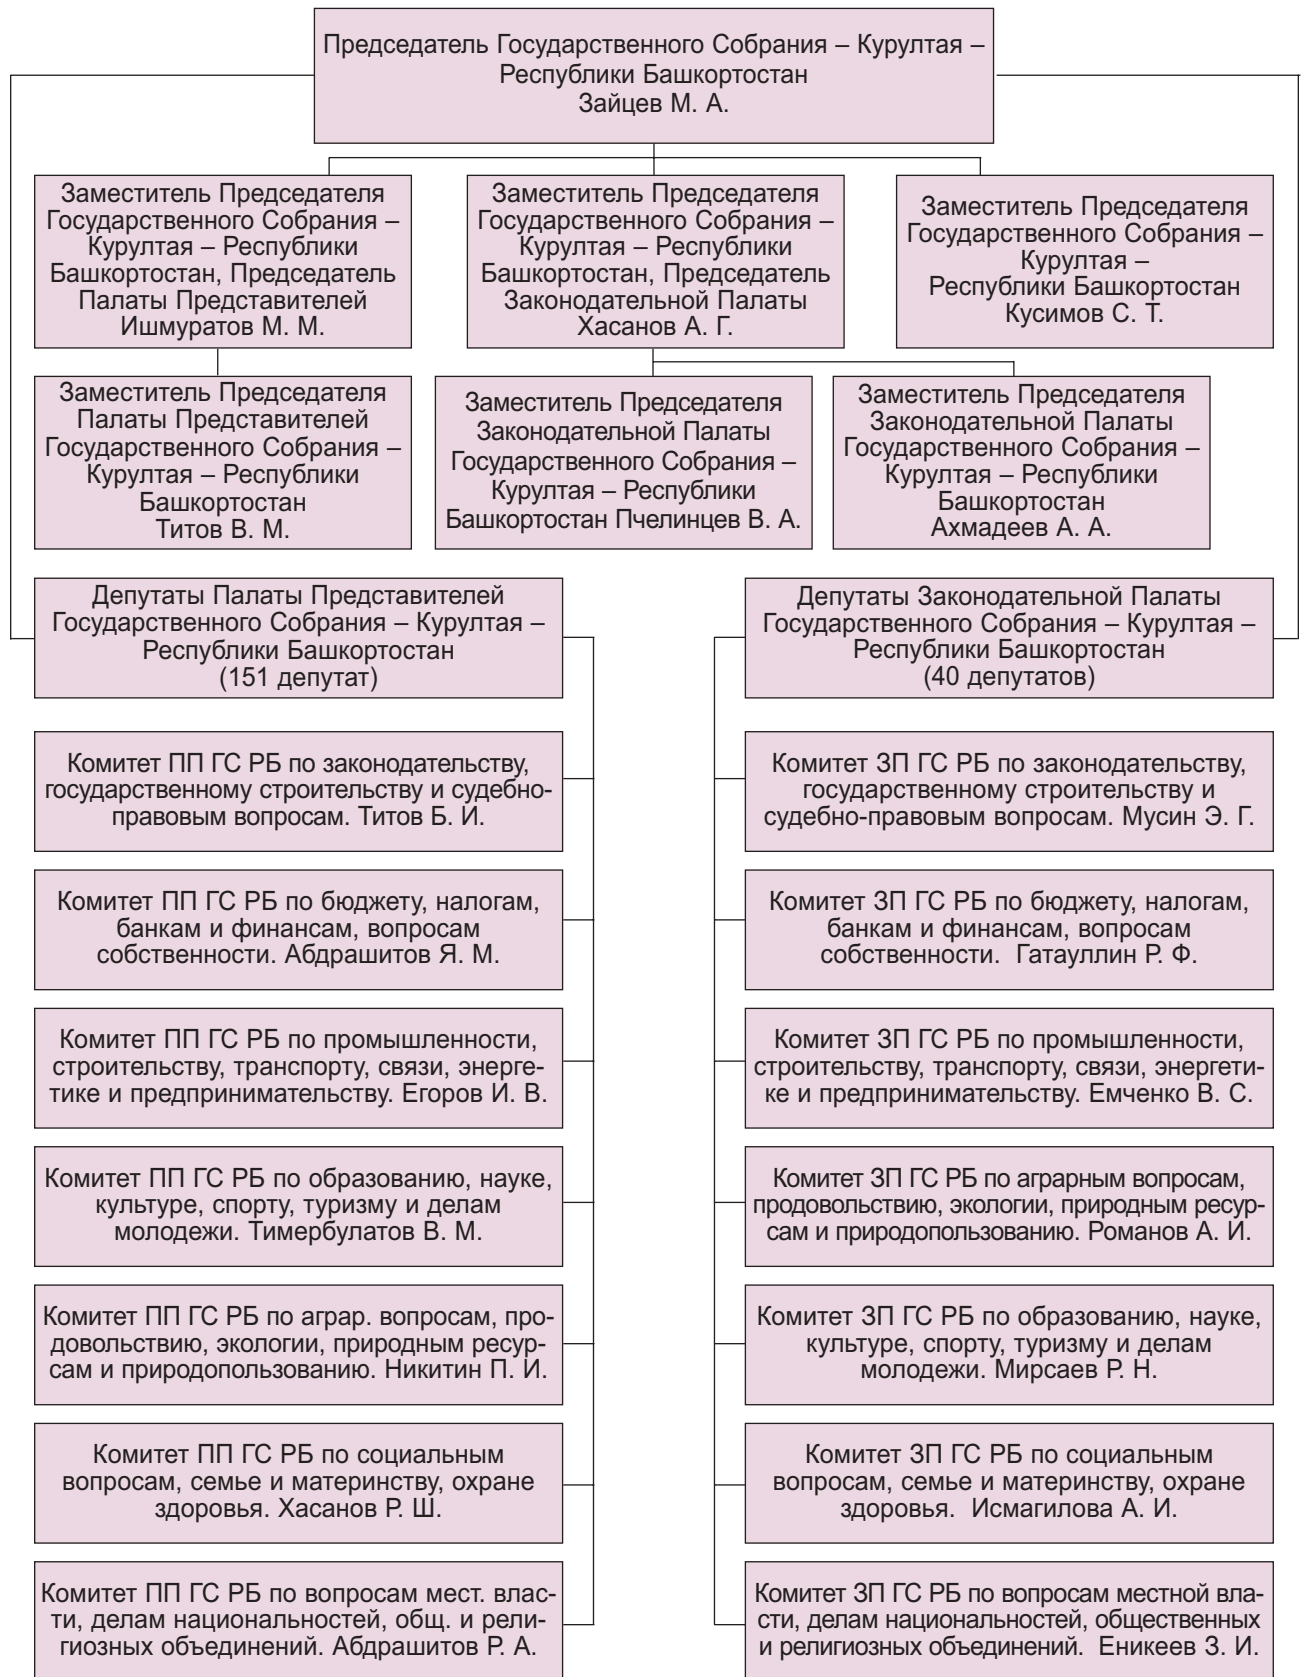 Председатель Государственного Собрания – Курултая –
Республики Башкортостан
Зайцев М. А.
Заместитель Председателя
Государственного Собрания –
Курултая – Республики
Башкортостан, Председатель
Палаты Представителей
Ишмуратов М. М.
Заместитель Председателя
Государственного Собрания –
Курултая – Республики
Башкортостан, Председатель
Законодательной Палаты
Хасанов А. Г.
Заместитель Председателя
Государственного Собрания –
Курултая –
Республики Башкортостан
Кусимов С. Т.
Заместитель Председателя
Палаты Представителей
Государственного Собрания –
Курултая – Республики
Башкортостан
Титов В. М.
Заместитель Председателя
Законодательной Палаты
Государственного Собрания –
Курултая – Республики
Башкортостан Пчелинцев В. А.
Заместитель Председателя
Законодательной Палаты
Государственного Собрания –
Курултая – Республики
Башкортостан
Ахмадеев А. А.
Депутаты Палаты Представителей
Государственного Собрания – Курултая –
Республики Башкортостан
(151 депутат)
Комитет ПП ГС РБ по законодательству,
государственному строительству и судебно-
правовым вопросам. Титов Б. И.
Комитет ПП ГС РБ по бюджету, налогам,
банкам и финансам, вопросам
собственности. Абдрашитов Я. М.
Комитет ПП ГС РБ по промышленности,
строительству, транспорту, связи, энерге-
тике и предпринимательству. Егоров И. В.
Комитет ПП ГС РБ по образованию, науке,
культуре, спорту, туризму и делам
молодежи. Тимербулатов В. М.
Комитет ПП ГС РБ по аграр. вопросам, про-
довольствию, экологии, природным ресур-
сам и природопользованию. Никитин П. И.
Комитет ПП ГС РБ по социальным
вопросам, семье и материнству, охране
здоровья. Хасанов Р. Ш.
Комитет ПП ГС РБ по вопросам мест. влас-
ти, делам национальностей, общ. и рели-
гиозных объединений. Абдрашитов Р. А.
Депутаты Законодательной Палаты
Государственного Собрания – Курултая –
Республики Башкортостан
(40 депутатов)
Комитет ЗП ГС РБ по законодательству,
государственному строительству и
судебно-правовым вопросам. Мусин Э. Г.
Комитет ЗП ГС РБ по бюджету, налогам,
банкам и финансам, вопросам
собственности. Гатауллин Р. Ф.
Комитет ЗП ГС РБ по промышленности,
строительству, транспорту, связи, энергети-
ке и предпринимательству. Емченко В. С.
Комитет ЗП ГС РБ по аграрным вопросам,
продовольствию, экологии, природным ресур-
сам и природопользованию. Романов А. И.
Комитет ЗП ГС РБ по образованию, науке,
культуре, спорту, туризму и делам
молодежи. Мирсаев Р. Н.
Комитет ЗП ГС РБ по социальным
вопросам, семье и материнству, охране
здоровья. Исмагилова А. И.
Комитет ЗП ГС РБ по вопросам местной вла-
сти, делам национальностей, общественных
и религиозных объединений. Еникеев З. И.